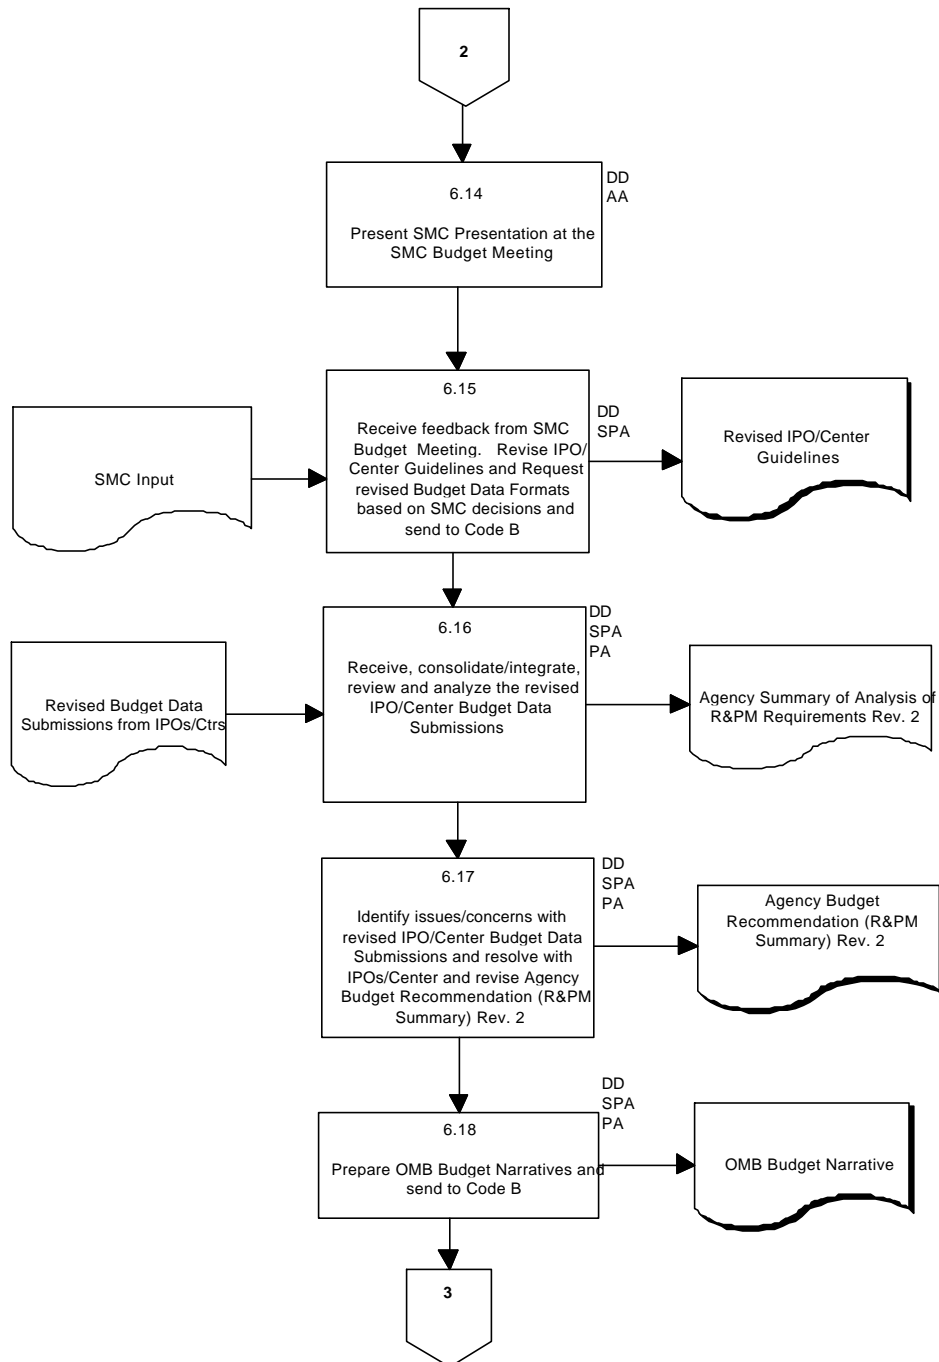 2
6.14
DD
AA
Present SMC Presentation at the
SMC Budget Meeting
6.15
Receive feedback from SMC
Budget Meeting. Revise IPO/
Center Guidelines and Request
revised Budget Data Formats
based on SMC decisions and
send to Code B
DD
SPA
SMC Input
Revised IPO/Center
Guidelines
6.16
Receive, consolidate/integrate,
review and analyze the revised
IPO/Center Budget Data
Submissions
DD
SPA
PA
Revised Budget Data
Submissions from IPOs/Ctrs
Agency Summary of Analysis of
R&PM Requirements Rev. 2
6.17
Identify issues/concerns with
revised IPO/Center Budget Data
Submissions and resolve with
IPOs/Center and revise Agency
Budget Recommendation (R&PM
Summary) Rev. 2
DD
SPA
PA
Agency Budget
Recommendation (R&PM
Summary) Rev. 2
6.18
Prepare OMB Budget Narratives and
send to Code B
DD
SPA
PA
OMB Budget Narrative
3